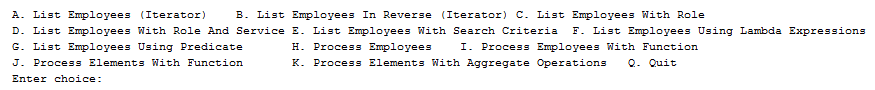 A. List Employees (Iterator) B. List Employees In Reverse (Iterator) C. List Employees With Role
D. List Employees With Role And Service E. List Employees With Search Criteria F. List Employees Using Lambda Expressions
G. List Employees Using Predicate H. Process Employees I. Process Employees With Function
J. Process Elements With Function K. Process Elements With Aggregate Operations Q. Quit
Enter choice: